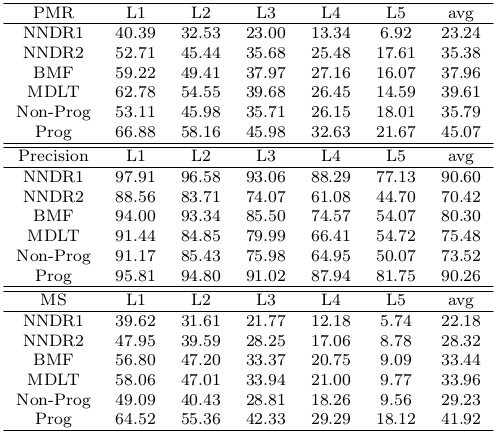 PMR L1 L2 L3 L4 L5 avg
NNDR1 40.39 32.53 23.00 13.34 6.92 23.24
NNDR2 52.71 45.44 35.68 25.48 17.61 35.38
BMF 59.22 49.41 37.97 27.16 16.07 37.96
MDLT 62.78 54.55 39.68 26.45 14.59 39.61
Non-Prog 53.11 45.98 35.71 26.15 18.01 35.79
Prog 66.88 58.16 45.98 32.63 21.67 45.07
Precision L1 L2 L3 L4 L5 avg
NNDR1 97.91 96.58 93.06 88.29 77.13 90.60
NNDR2 88.56 83.71 74.07 61.08 44.70 70.42
BMF 94.00 93.34 85.50 74.57 54.07 80.30
MDLT 91.44 84.85 79.99 66.41 54.72 75.48
Non-Prog 91.17 85.43 75.98 64.95 50.07 73.52
Prog 95.81 94.80 91.02 87.94 81.75 90.26
MS L1 L2 L3 L4 L5 avg
NNDR1 39.62 31.61 21.77 12.18 5.74 22.18
NNDR2 47.95 39.59 28.25 17.06 8.78 28.32
BMF 56.80 47.20 33.37 20.75 9.09 33.44
MDLT 58.06 47.01 33.94 21.00 9.77 33.96
Non-Prog 49.09 40.43 28.81 18.26 9.56 29.23
Prog 64.52 55.36 42.33 29.29 18.12 41.92